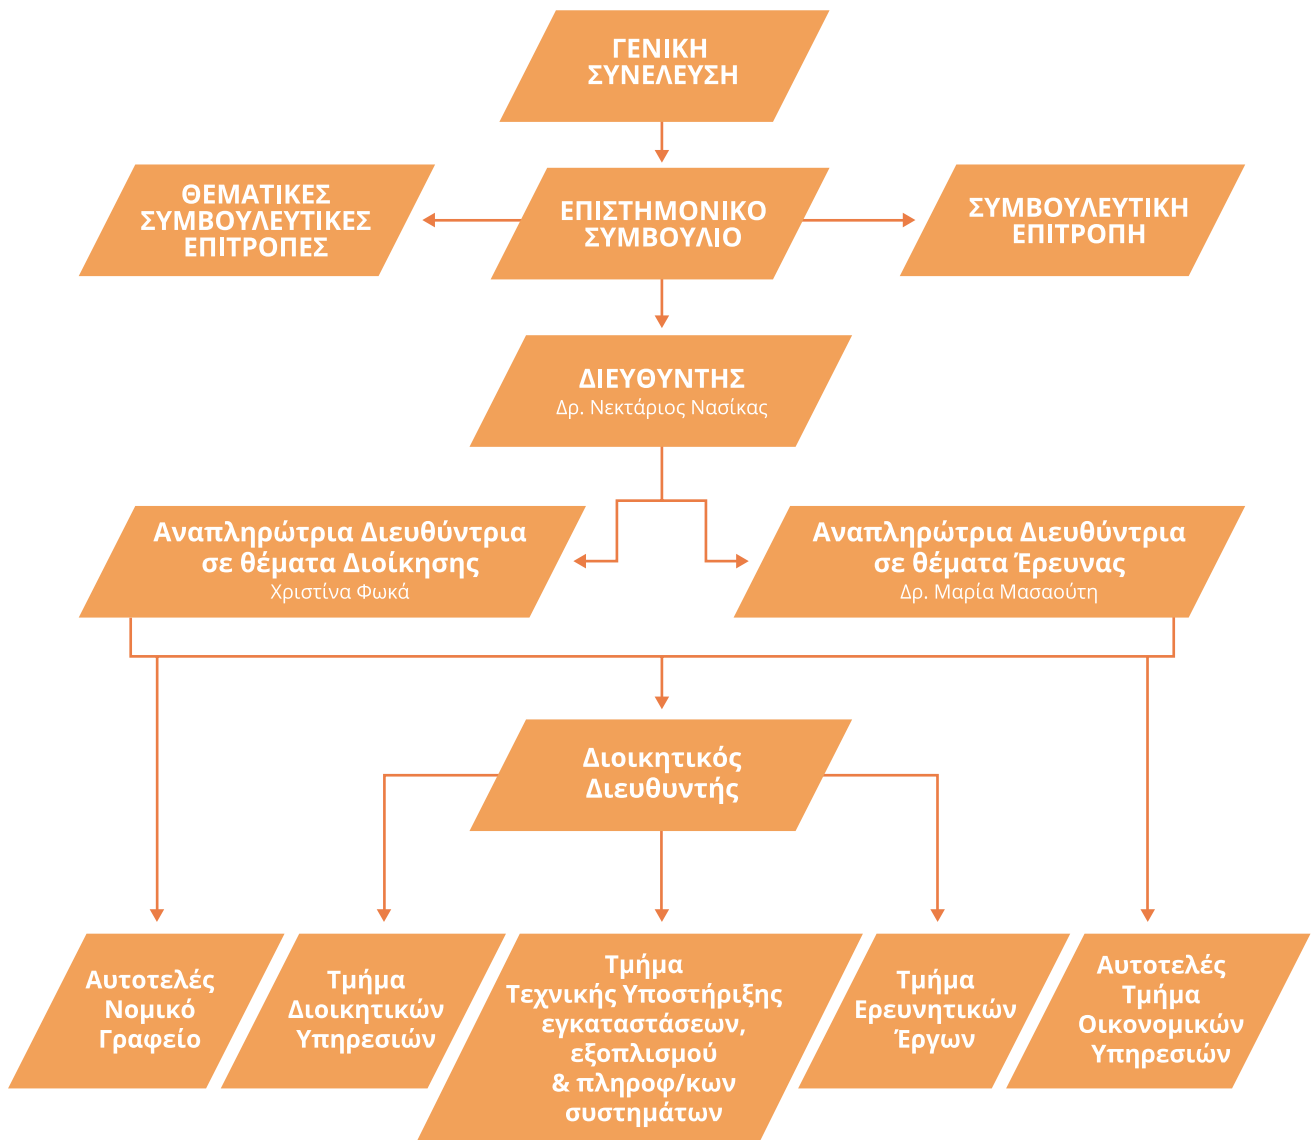 ΓΕΝΙΚΗ
ΣΥΝΕΛΕΥΣΗ
ΘΕΜΑΤΙΚΕΣ
ΣΥΜΒΟΥΛΕΥΤΙΚΕΣ
ΕΠΙΤΡΟΠΕΣ
ΕΠΙΣΤΗΜΟΝΙΚΟ
ΣΥΜΒΟΥΛΙΟ
ΣΥΜΒΟΥΛΕΥΤΙΚΗ
ΕΠΙΤΡΟΠΗ
ΔΙΕΥΘΥΝΤΗΣ
Δρ. Νεκτάριος Νασίκας
Αναπληρώτρια Διευθύντρια
σε θέματα Διοίκησης
Χριστίνα Φωκά
Αναπληρώτρια Διευθύντρια
σε θέματα Έρευνας
Δρ. Μαρία Μασαούτη
Διοικητικός
Διευθυντής
Αυτοτελές
Νομικό
Γραφείο
Τμήμα
Διοικητικών
Υπηρεσιών
Τμήμα
Τεχνικής Υποστήριξης
εγκαταστάσεων,
εξοπλισμού
& πληροφ/κων
συστημάτων
Τμήμα
Ερευνητικών
Έργων
Αυτοτελές
Τμήμα
Οικονομικών
Υπηρεσιών